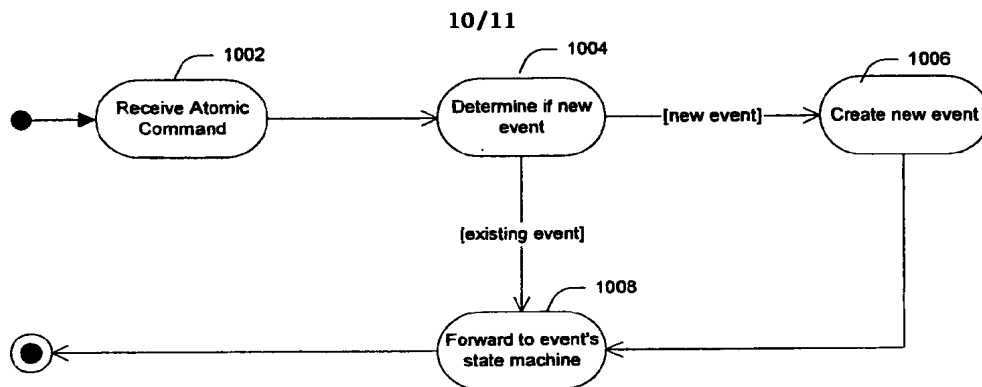 10/11
1002
Receive Atomic
Command
1004
Determine if new
event
[new event]
1006
Create new event
[existing event]
1008
Forward to event's
state machine